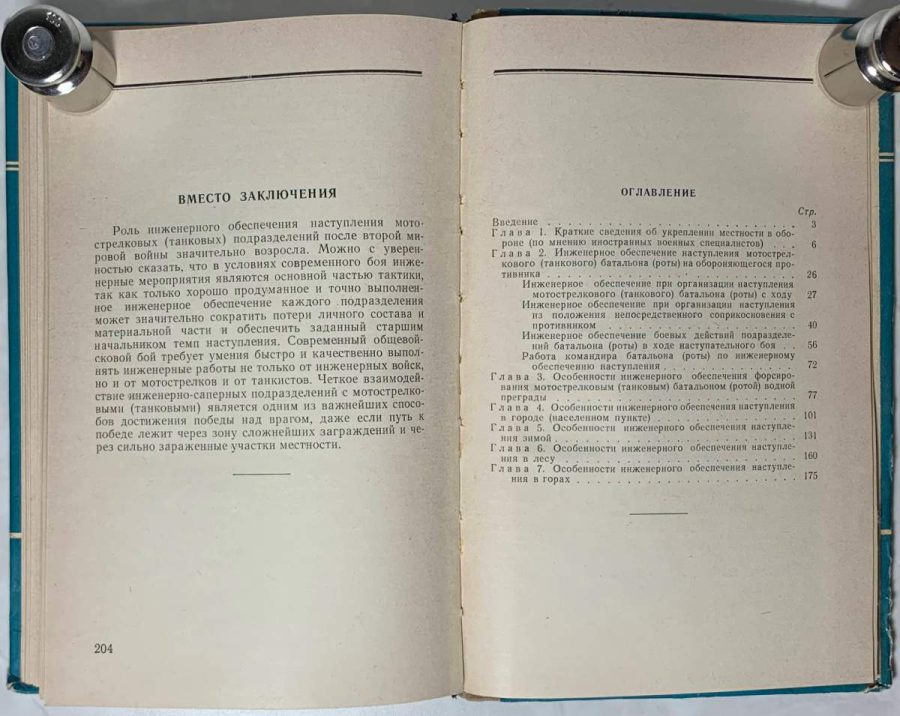 ВМЕСТО ЗАКЛЮЧЕНИЯ
Роль инженерного обеспечения наступления мото-
стрелковых (танковых) подразделений после второй ми-
ровой войны значительно возросла. Можно с уверен-
ностью сказать, что в условиях современного боя инже-
нерные мероприятия являются основной частью тактики,
так как только хорошо продуманное и точно выполнен-
ное инженерное обеспечение каждого подразделения
может значительно сократить потери личного состава и
материальной части и обеспечить заданный старшим
начальником темп наступления. Современный общевой-
сковой бой требует умения быстро и качественно выпол-
нять инженерные работы не только от инженерных войск,
но и от мотострелков и от танкистов. Четкое взаимодей-
ствие инженерно-саперных подразделений с мотострелко-
выми (танковыми) является одним из важнейших спосо-
бов достижения победы над врагом, даже если путь к
победе лежит через зону сложнейших заграждений и че-
рез сильно зараженные участки местности.
204
ОГЛАВЛЕНИЕ
Стр.
Введение . . . . . . . . . . . . . . . . . . . . 3
Глава 1. Краткие сведения об укреплении местности в обо-
роне (по мнению иностранных военных специалистов) . . . 6
Глава 2. Инженерное обеспечение наступления мотострел-
кового (танкового) батальона (роты) на обороняющегося про-
тивника . . . . . . . . . . . . . . . . . . . . 26
Инженерное обеспечение при организации наступления
мотострелкового (танкового) батальона (роты) с ходу 27
Инженерное обеспечение при организации наступления
из положения непосредственного соприкосновения с
противником . . . . . . . . . . . . . . . . 40
Инженерное обеспечение боевых действий подразделе-
ний батальона (роты) в ходе наступательного боя . . 56
Работа командира батальона (роты) по инженерному
обеспечению наступления . . . . . . . . . . . 72
Глава 3. Особенности инженерного обеспечения форсиро-
вания мотострелковым (танковым) батальоном (ротой) водной
преграды . . . . . . . . . . . . . . . . . . . . 77
Глава 4. Особенности инженерного обеспечения наступления
в городе (населенном пункте) . . . . . . . . . . . . 101
Глава 5. Особенности инженерного обеспечения наступле-
ния зимой . . . . . . . . . . . . . . . . . . . . 131
Глава 6. Особенности инженерного обеспечения наступле-
ния в лесу . . . . . . . . . . . . . . . . . . . . 160
Глава 7. Особенности инженерного обеспечения наступле-
ния в горах . . . . . . . . . . . . . . . . . . . . 175